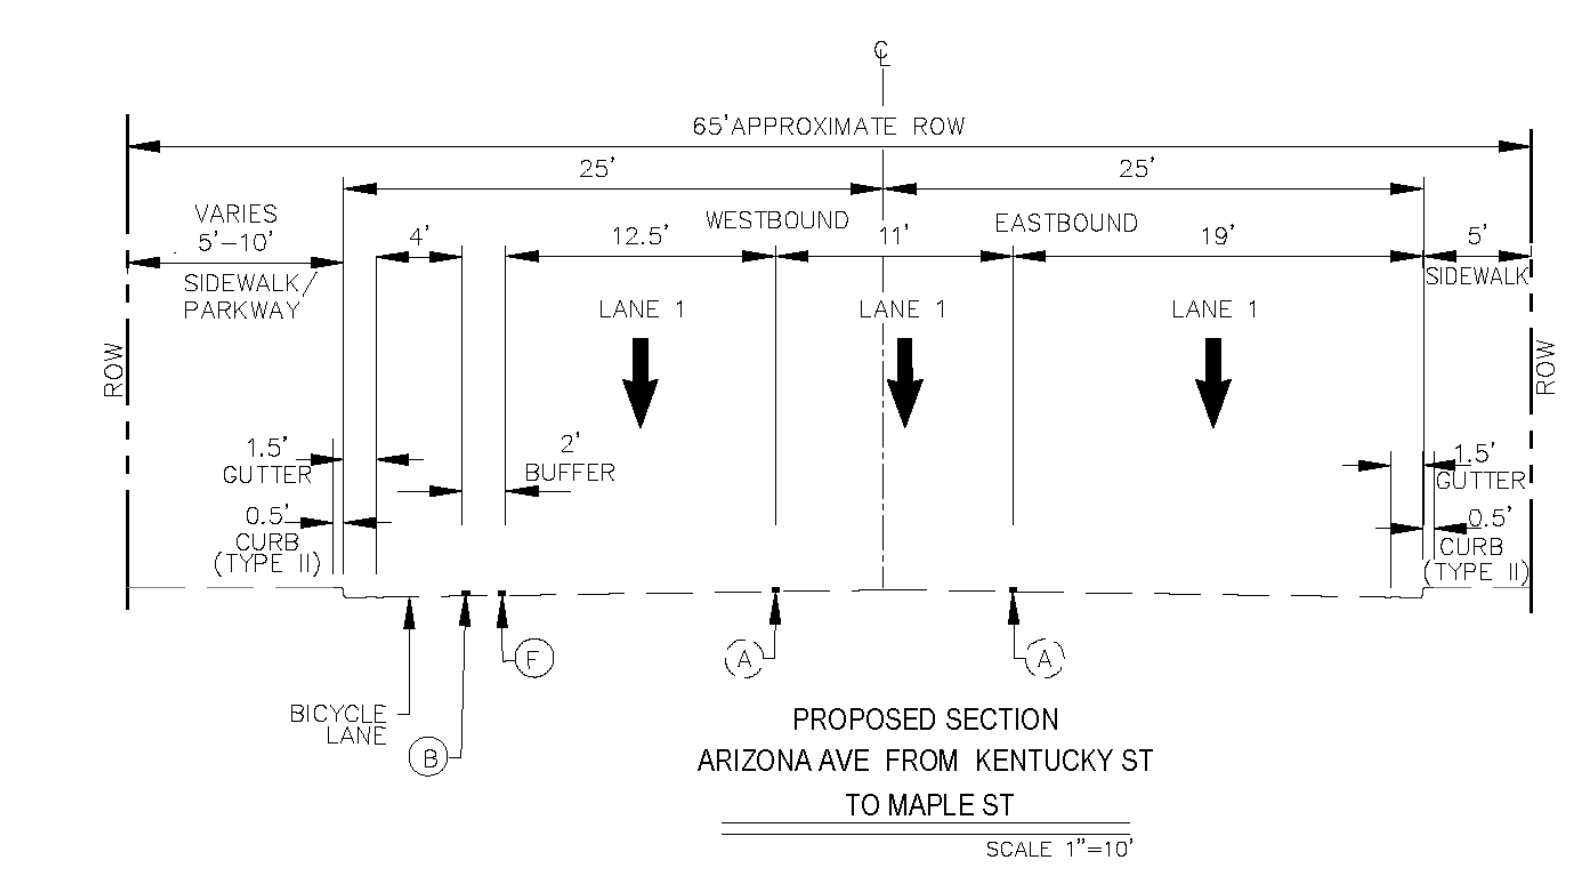 ℄
65'APPROXIMATE ROW
25'
25'
VARIES
5'-10'
SIDEWALK/
PARKWAY
WESTBOUND
EASTBOUND
4'
12.5'
11'
19'
5'
SIDEWALK
LANE 1
LANE 1
LANE 1
ROW
ROW
1.5'
GUTTER
2'
BUFFER
1.5'
GUTTER
0.5'
CURB
(TYPE II)
0.5'
CURB
(TYPE II)
F
A
A
BICYCLE
LANE
B
PROPOSED SECTION
ARIZONA AVE FROM KENTUCKY ST
TO MAPLE ST
SCALE 1"=10'